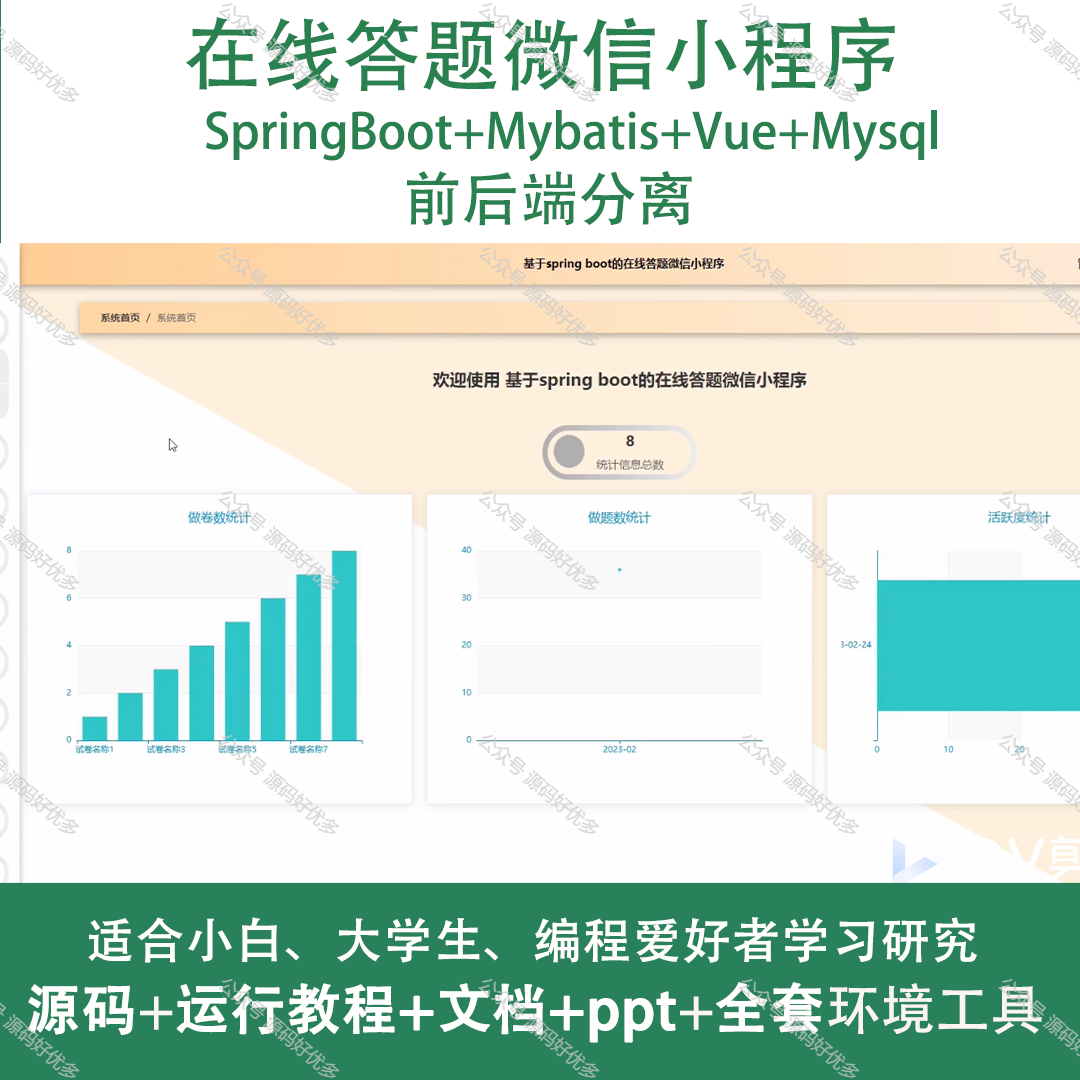 在线答题微信小程序
SpringBoot+Mybatis+Vue+Mysql
前后端分离
基于spring boot的在线答题微信小程序
系统首页 / 系统首页
欢迎使用 基于spring boot的在线答题微信小程序
8
统计信息总数
做卷数统计
8
6
4
2
0
试卷名称1 试卷名称3 试卷名称5 试卷名称7
做题数统计
40
30
20
10
0
2023-02
活跃度统计
3-02-24
0 10 20
适合小白、大学生、编程爱好者学习研究
源码+运行教程+文档+ppt+全套环境工具
公众号 源码好优多